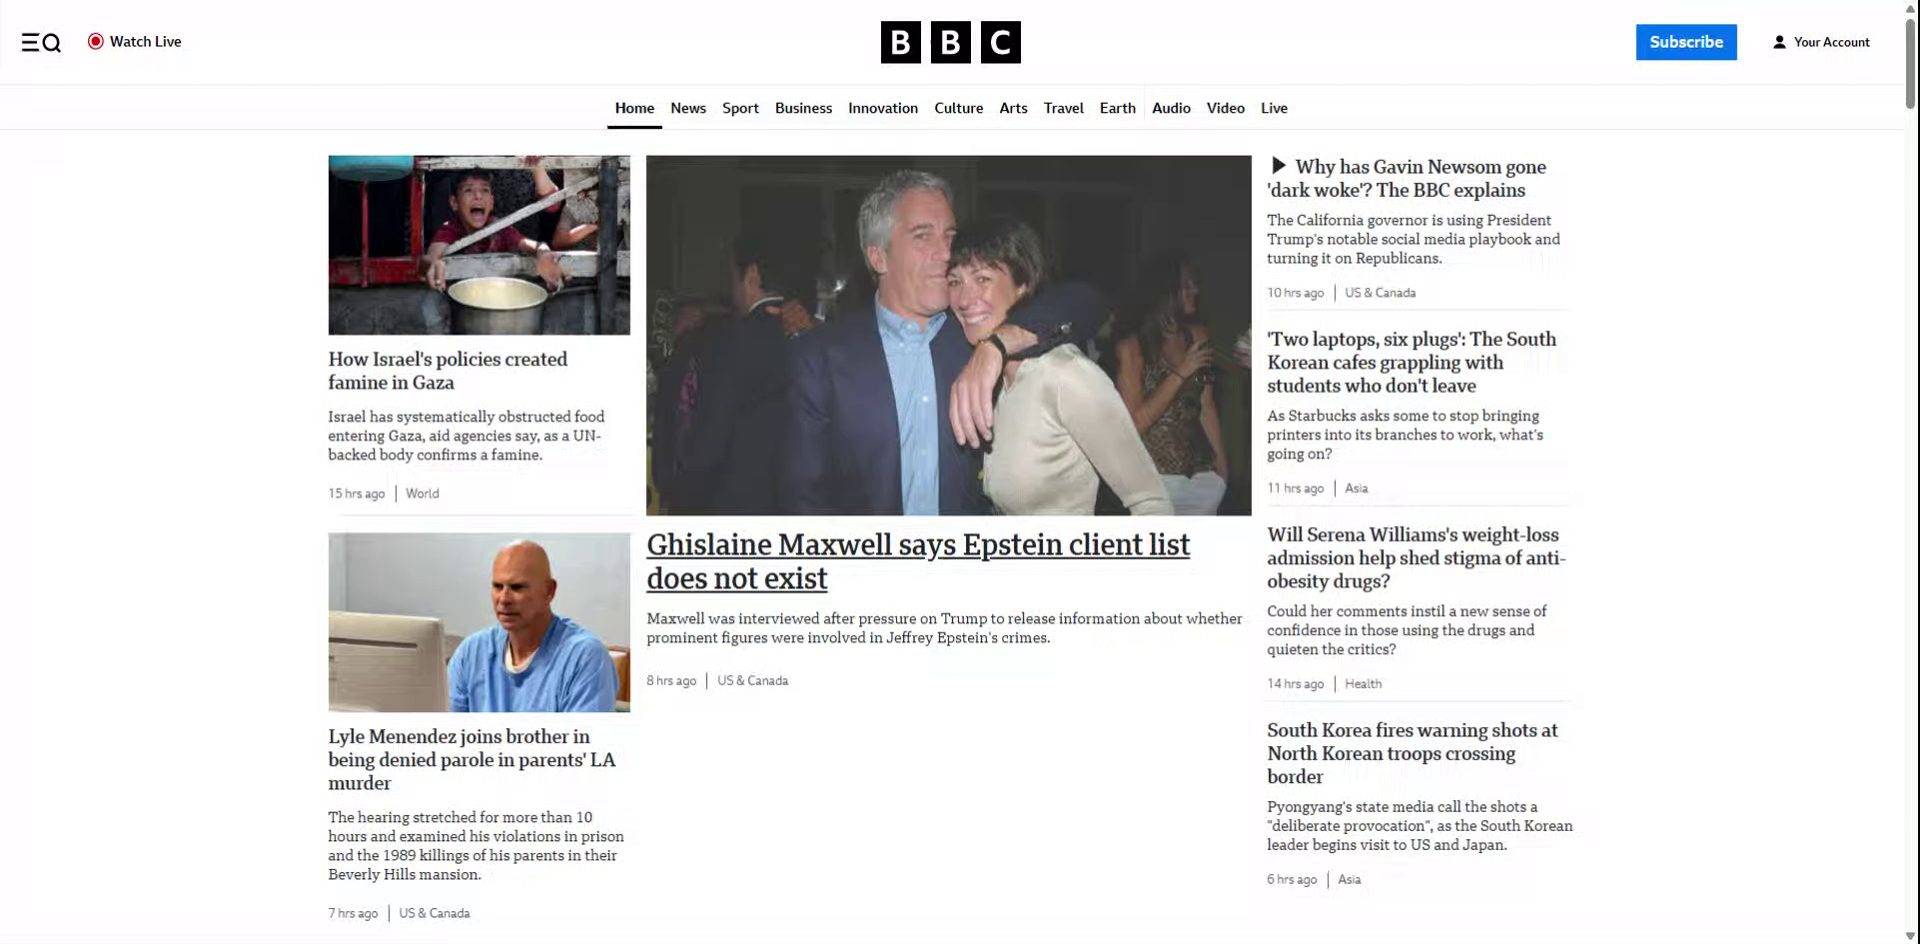 Watch Live
BBC
Subscribe
Your Account
Home News Sport Business Innovation Culture Arts Travel Earth Audio Video Live
How Israel's policies created
famine in Gaza
Israel has systematically obstructed food
entering Gaza, aid agencies say, as a UN-
backed body confirms a famine.
15 hrs ago | World
Lyle Menendez joins brother in
being denied parole in parents' LA
murder
The hearing stretched for more than 10
hours and examined his violations in prison
and the 1989 killings of his parents in their
Beverly Hills mansion.
7 hrs ago | US & Canada
Ghislaine Maxwell says Epstein client list
does not exist
Maxwell was interviewed after pressure on Trump to release information about whether
prominent figures were involved in Jeffrey Epstein's crimes.
8 hrs ago | US & Canada
Why has Gavin Newsom gone
'dark woke'? The BBC explains
The California governor is using President
Trump's notable social media playbook and
turning it on Republicans.
10 hrs ago | US & Canada
'Two laptops, six plugs': The South
Korean cafes grappling with
students who don't leave
As Starbucks asks some to stop bringing
printers into its branches to work, what's
going on?
11 hrs ago | Asia
Will Serena Williams's weight-loss
admission help shed stigma of anti-
obesity drugs?
Could her comments instil a new sense of
confidence in those using the drugs and
quieten the critics?
14 hrs ago | Health
South Korea fires warning shots at
North Korean troops crossing
border
Pyongyang's state media call the shots a
"deliberate provocation", as the South Korean
leader begins visit to US and Japan.
6 hrs ago | Asia